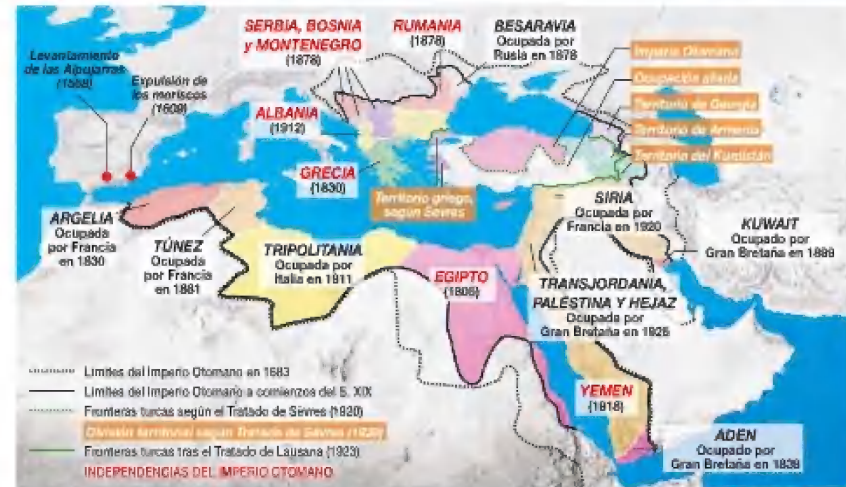 Levantamiento
de las Alpujarras
(1568)
Expulsión de
los moriscos
(1609)
SERBIA, BOSNIA
y MONTENEGRO
(1878)
RUMANIA
(1878)
BESARAVIA
Ocupada por
Rusia en 1878
Imperio Otomano
Ocupación aliada
Territorio de Georgia
Territorio de Armenia
Territorio del Kurdistán
ALBANIA
(1912)
GRECIA
(1830)
Territorio griego,
según Sèvres
ARGELIA
Ocupada
por Francia
en 1830
TÚNEZ
Ocupada
por Francia
en 1881
TRIPOLITANIA
Ocupada por
Italia en 1911
EGIPTO
(1805)
SIRIA
Ocupada por
Francia en 1920
KUWAIT
Ocupado por
Gran Bretaña en 1899
TRANSJORDANIA,
PALESTINA Y HEJAZ
Ocupada por
Gran Bretaña en
YEMEN
(1918)
ADEN
Ocupado por
Gran Bretaña en 1839
Limites del Imperio Otomano en 1683
Limites del Imperio Otomano a comienzos del S. XIX
Fronteras turcas según el Tratado de Sèvres (1920)
División territorial según Tratado de Sèvres (1920)
Fronteras turcas tras el Tratado de Lausana (1923)
INDEPENDENCIAS DEL IMPERIO OTOMANO